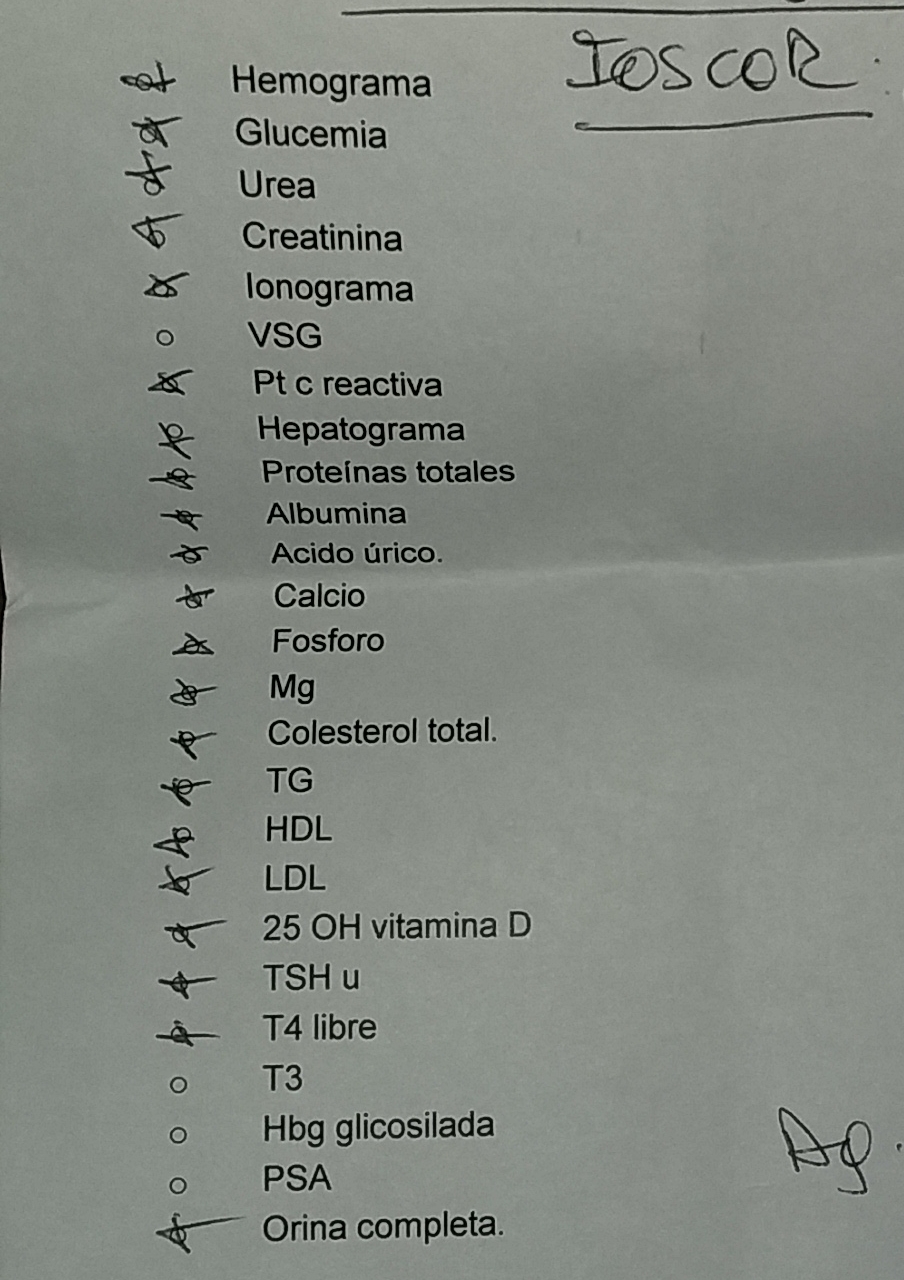 IOSCOR.
Hemograma
Glucemia
Urea
Creatinina
Ionograma
VSG
Pt c reactiva
Hepatograma
Proteínas totales
Albumina
Acido úrico.
Calcio
Fosforo
Mg
Colesterol total.
TG
HDL
LDL
25 OH vitamina D
TSH u
T4 libre
T3
Hbg glicosilada
PSA
Orina completa.